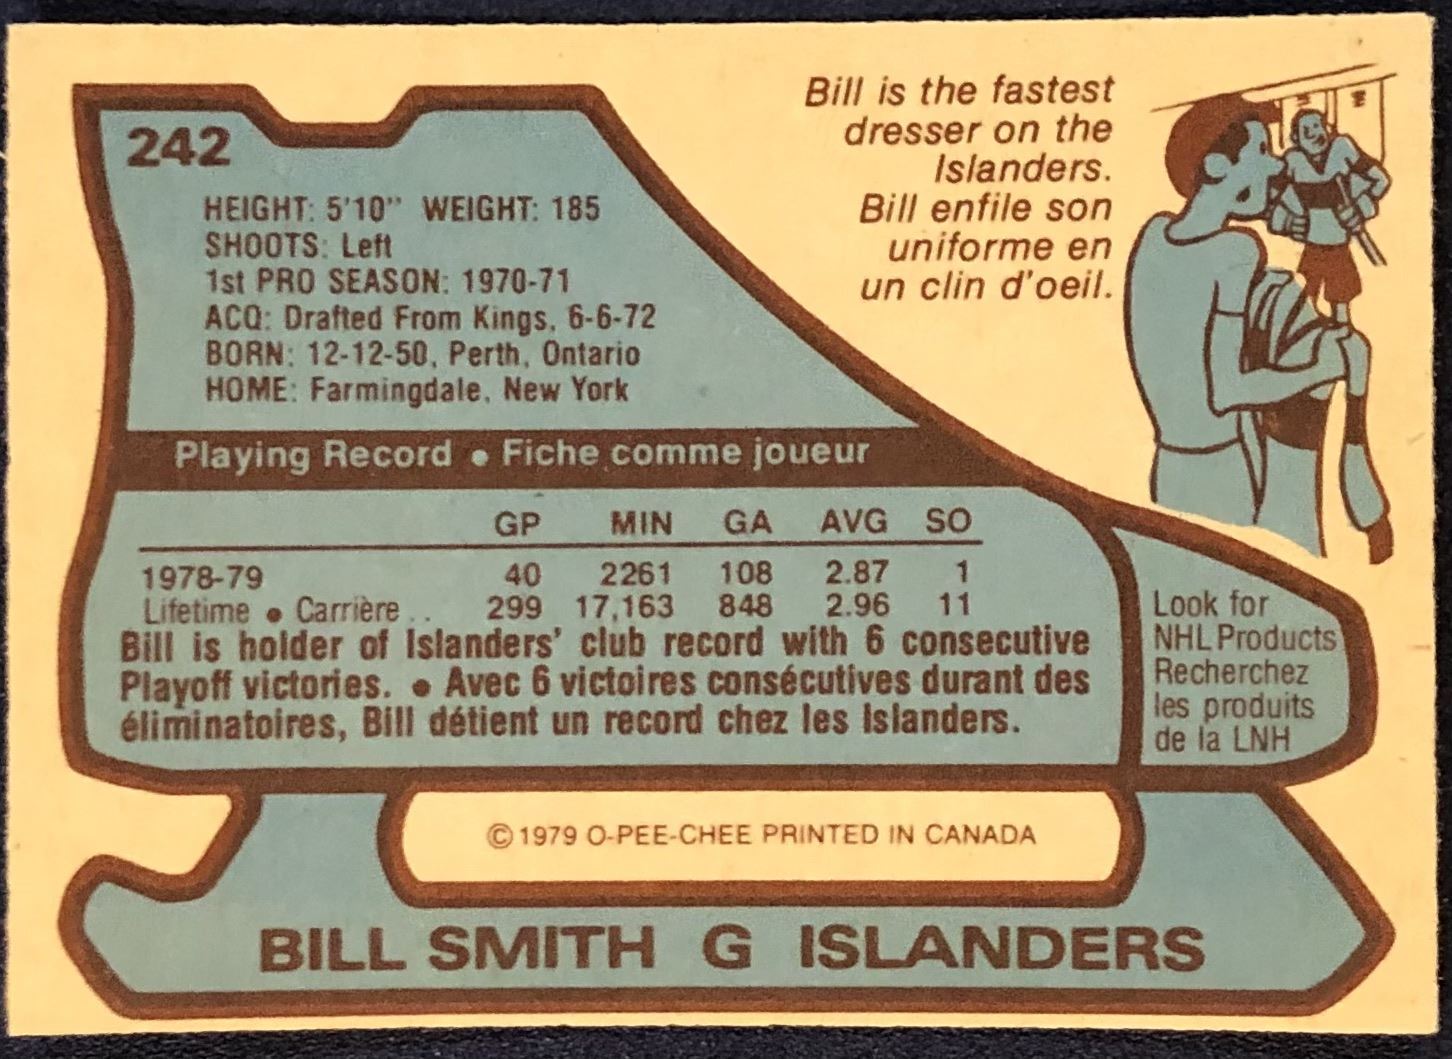 242
HEIGHT: 5'10" WEIGHT: 185
SHOOTS: Left
1st PRO SEASON: 1970-71
ACQ: Drafted From Kings, 6-6-72
BORN: 12-12-50, Perth, Ontario
HOME: Farmingdale, New York
Bill is the fastest
dresser on the
Islanders.
Bill enfile son
uniforme en
un clin d'oeil.
Playing Record • Fiche comme joueur
GP MIN GA AVG SO
1978-79 40 2261 108 2.87 1
Lifetime • Carrière .. 299 17,163 848 2.96 11
Bill is holder of Islanders' club record with 6 consecutive
Playoff victories. • Avec 6 victoires consécutives durant des
éliminatoires, Bill détient un record chez les Islanders.
Look for
NHL Products
Recherchez
les produits
de la LNH
© 1979 O-PEE-CHEE PRINTED IN CANADA
BILL SMITH G ISLANDERS